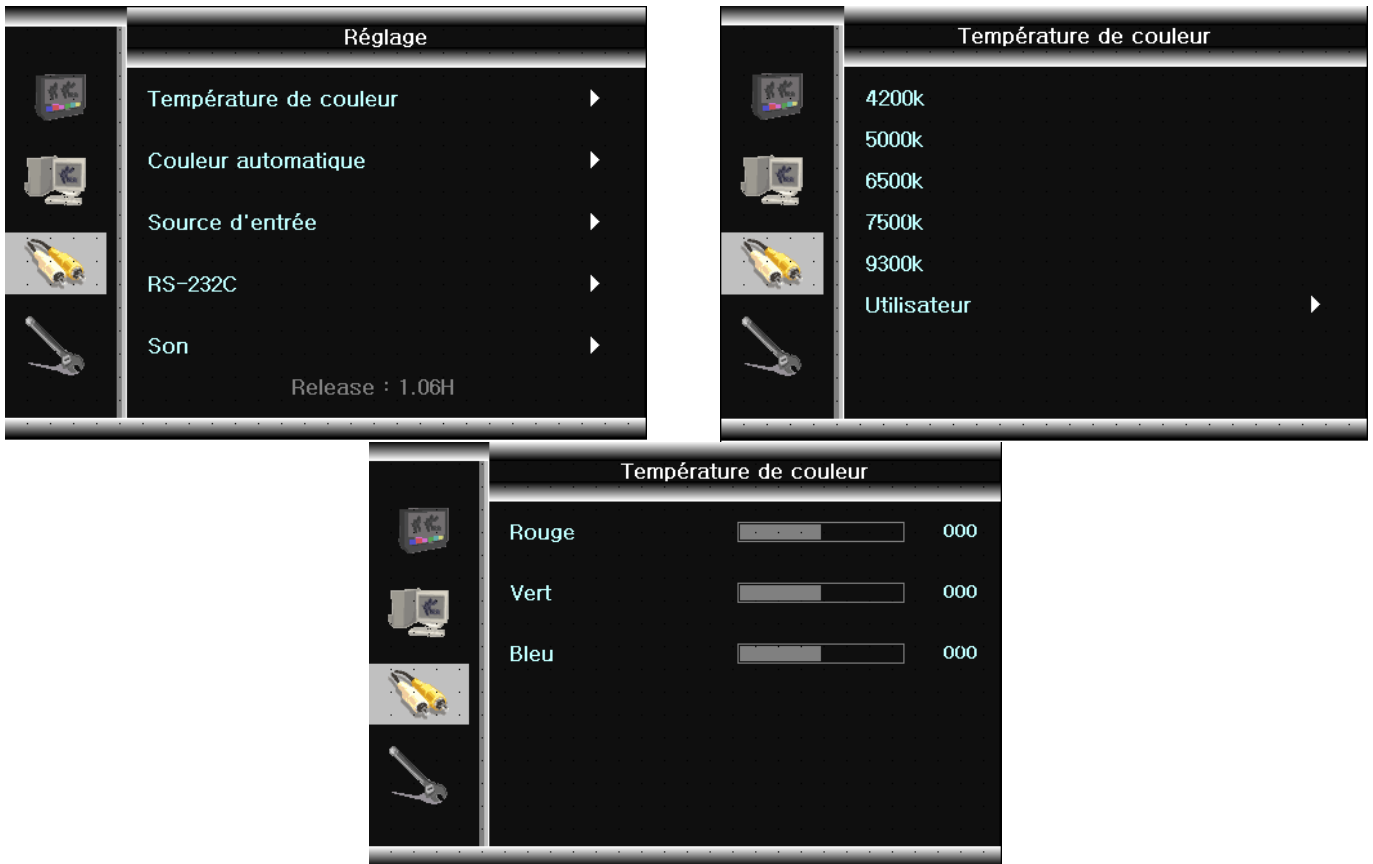 Réglage
Température de couleur
Couleur automatique
Source d'entrée
RS-232C
Son
Release : 1.06H
Température de couleur
4200k
5000k
6500k
7500k
9300k
Utilisateur
Température de couleur
Rouge 000
Vert 000
Bleu 000